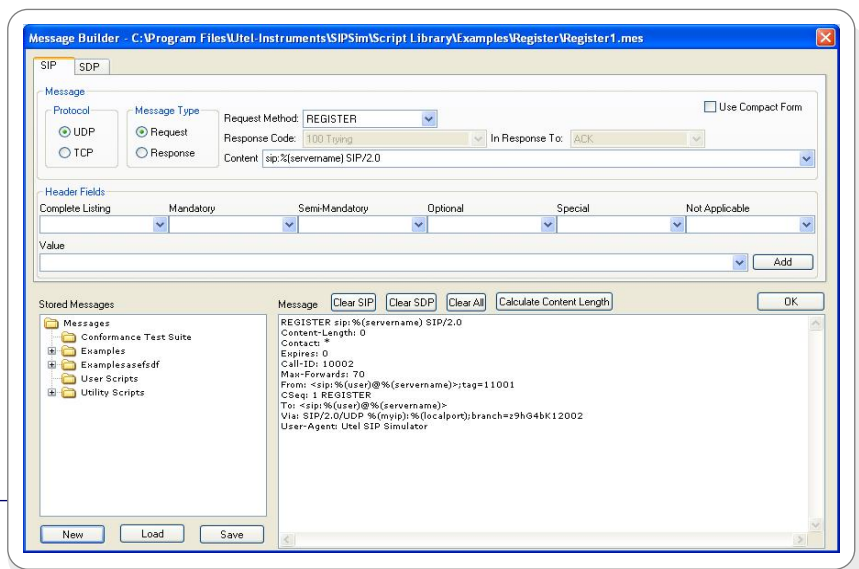 Message Builder - C:\Program Files\Utel-Instruments\SIPSim\Script Library\Examples\Register\Register1.mes
SIP SDP
Message
Protocol
UDP
TCP
Message Type
Request
Response
Request Method: REGISTER
Use Compact Form
Response Code: 100 Trying In Response To: ACK
Content sip:%(servername) SIP/2.0
Header Fields
Complete Listing Mandatory Semi-Mandatory Optional Special Not Applicable
Value
Add
Stored Messages
Messages
Conformance Test Suite
Examples
Examplesasefsdf
User Scripts
Utility Scripts
New Load Save
Message Clear SIP Clear SDP Clear All Calculate Content Length OK
REGISTER sip:%(servername) SIP/2.0
Content-Length: 0
Contact: *
Expires: 0
Call-ID: 10002
Max-Forwards: 70
From: <sip:%(user)@%(servername)>;tag=11001
CSeq: 1 REGISTER
To: <sip:%(user)@%(servername)>
Via: SIP/2.0/UDP %(myip):%(localport);branch=z9hG4bK12002
User-Agent: Utel SIP Simulator